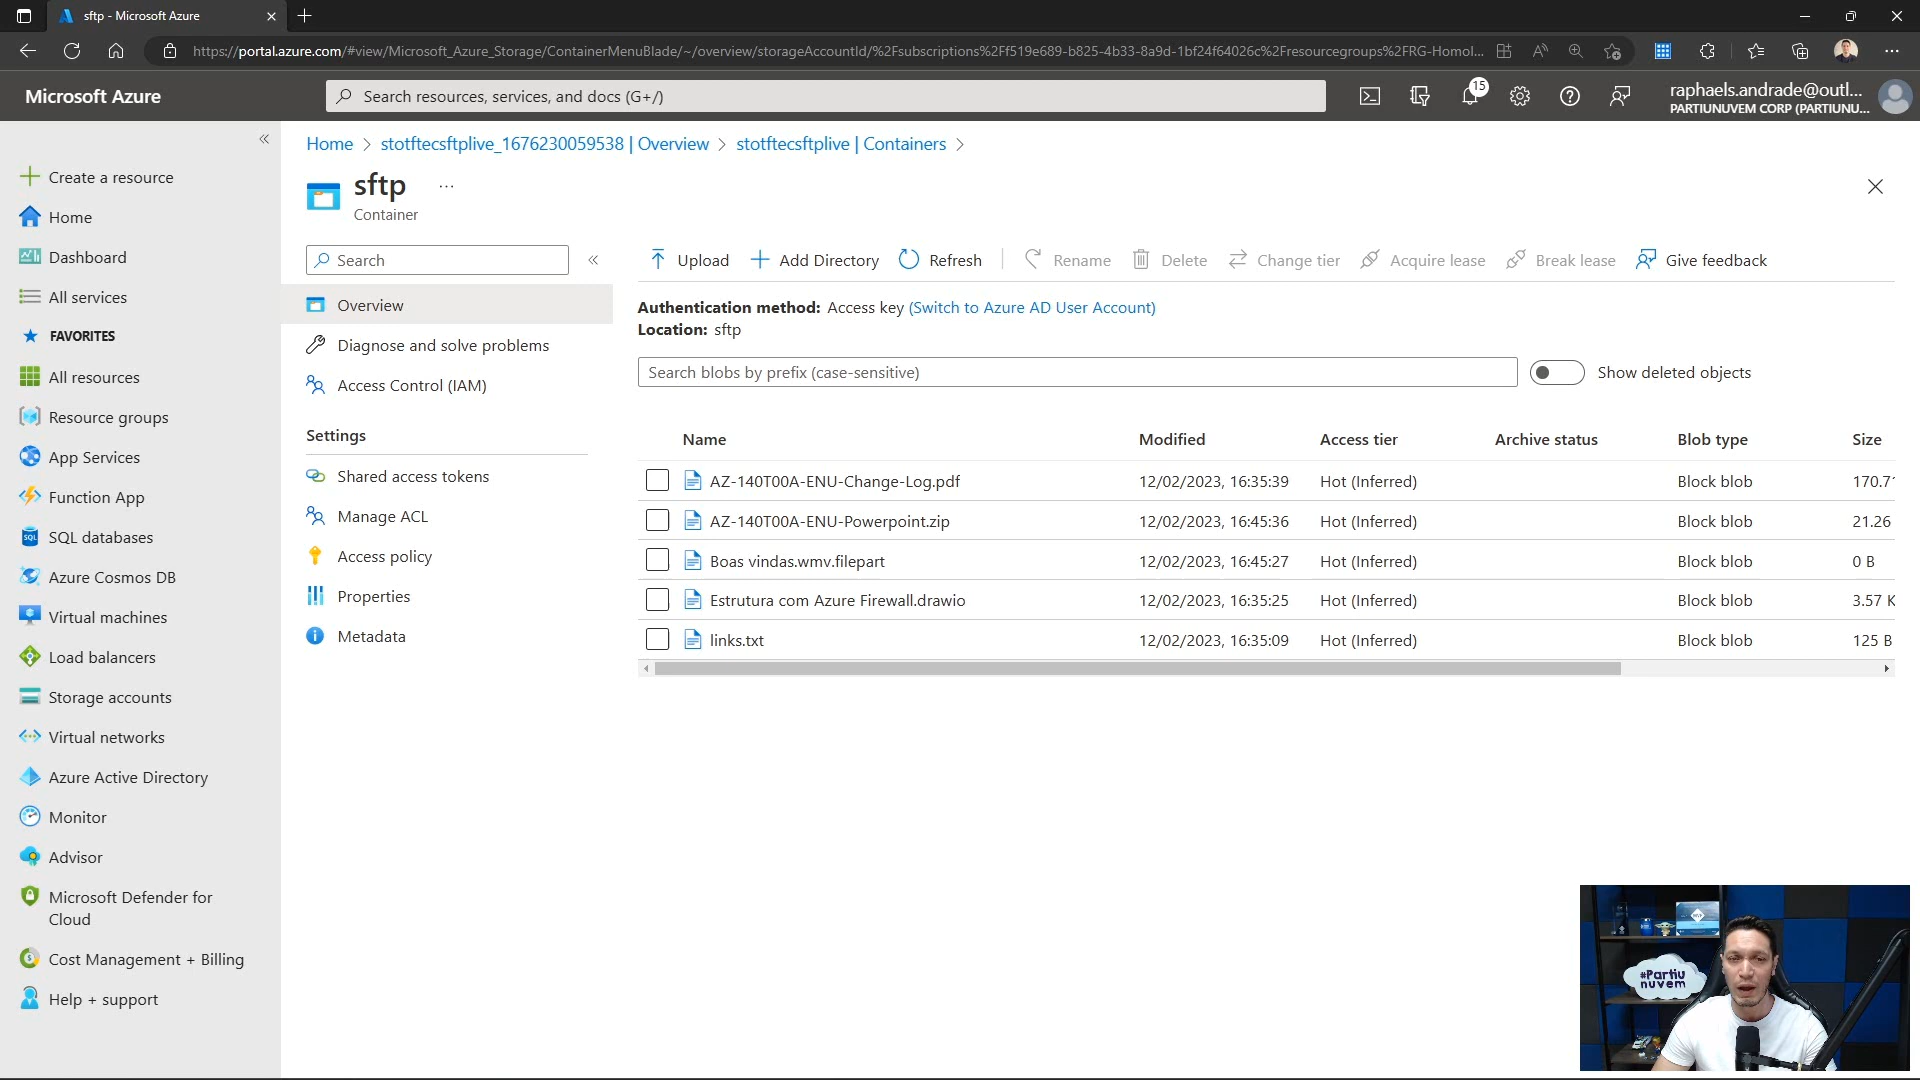 sftp - Microsoft Azure
https://portal.azure.com/#view/Microsoft_Azure_Storage/ContainerMenuBlade/~/overview/storageAccountId/%2Fsubscriptions%2Ff519e689-b825-4b33-8a9d-1bf24f64026c%2Fresourcegroups%2FRG-Homol...
Microsoft Azure
Search resources, services, and docs (G+/)
15
raphaels.andrade@outl...
PARTIUNUVEM CORP (PARTIUNU...
Home
stotftecsftplive_1676230059538 | Overview
stotftecsftplive | Containers
Create a resource
Home
Dashboard
All services
FAVORITES
All resources
Resource groups
App Services
Function App
SQL databases
Azure Cosmos DB
Virtual machines
Load balancers
Storage accounts
Virtual networks
Azure Active Directory
Monitor
Advisor
Microsoft Defender for
Cloud
Cost Management + Billing
Help + support
sftp ...
Container
Search
Overview
Diagnose and solve problems
Access Control (IAM)
Settings
Shared access tokens
Manage ACL
Access policy
Properties
Metadata
Upload Add Directory Refresh Rename Delete Change tier Acquire lease Break lease Give feedback
Authentication method: Access key (Switch to Azure AD User Account)
Location: sftp
Search blobs by prefix (case-sensitive)
Show deleted objects
Name Modified Access tier Archive status Blob type Size
AZ-140T00A-ENU-Change-Log.pdf 12/02/2023, 16:35:39 Hot (Inferred) Block blob 170.71
AZ-140T00A-ENU-Powerpoint.zip 12/02/2023, 16:45:36 Hot (Inferred) Block blob 21.26
Boas vindas.wmv.filepart 12/02/2023, 16:45:27 Hot (Inferred) Block blob 0 B
Estrutura com Azure Firewall.drawio 12/02/2023, 16:35:25 Hot (Inferred) Block blob 3.57 K
links.txt 12/02/2023, 16:35:09 Hot (Inferred) Block blob 125 B
#Partiu
nuvem